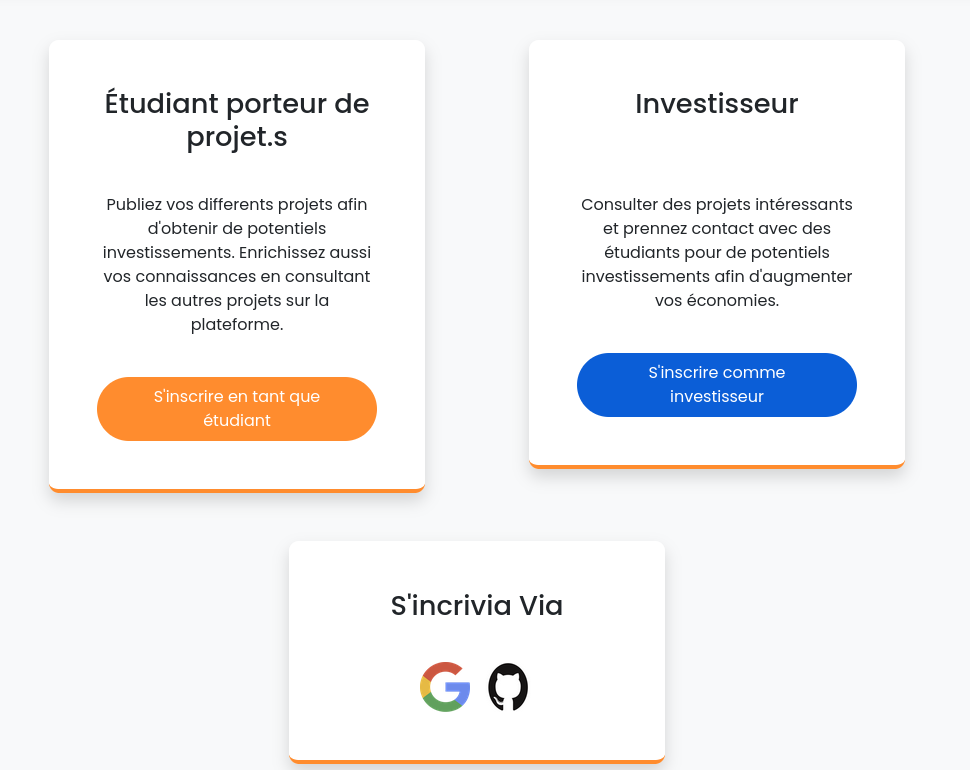 Étudiant porteur de
projet.s
Publiez vos differents projets afin
d'obtenir de potentiels
investissements. Enrichissez aussi
vos connaissances en consultant
les autres projets sur la
plateforme.
S'inscrire en tant que
étudiant
Investisseur
Consulter des projets intéressants
et prennez contact avec des
étudiants pour de potentiels
investissements afin d'augmenter
vos économies.
S'inscrire comme
investisseur
S'incrivia Via